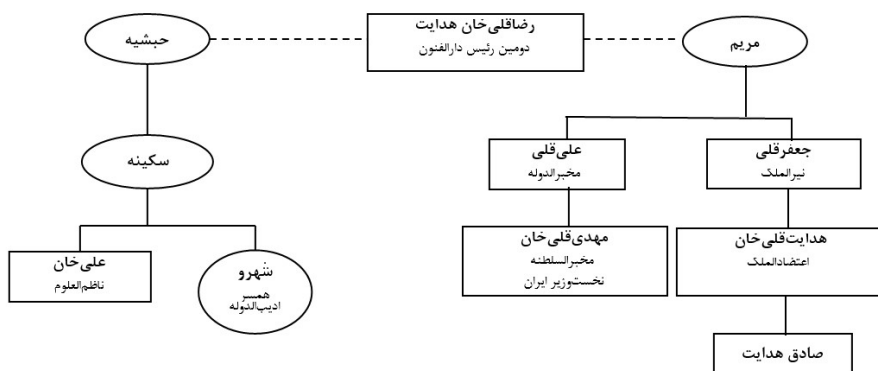 مریم
رضاقلی‌خان هدایت
دومین رئیس دارالفنون
حبشیه
جعفرقلی
نیرالملک
علی‌قلی
مخبرالدوله
سکینه
هدایت‌قلی‌خان
اعتضادالملک
مهدی‌قلی‌خان
مخبرالسلطنه
نخست‌وزیر ایران
شهرو
همسر
ادیب‌الدوله
علی‌خان
ناظم‌العلوم
صادق هدایت